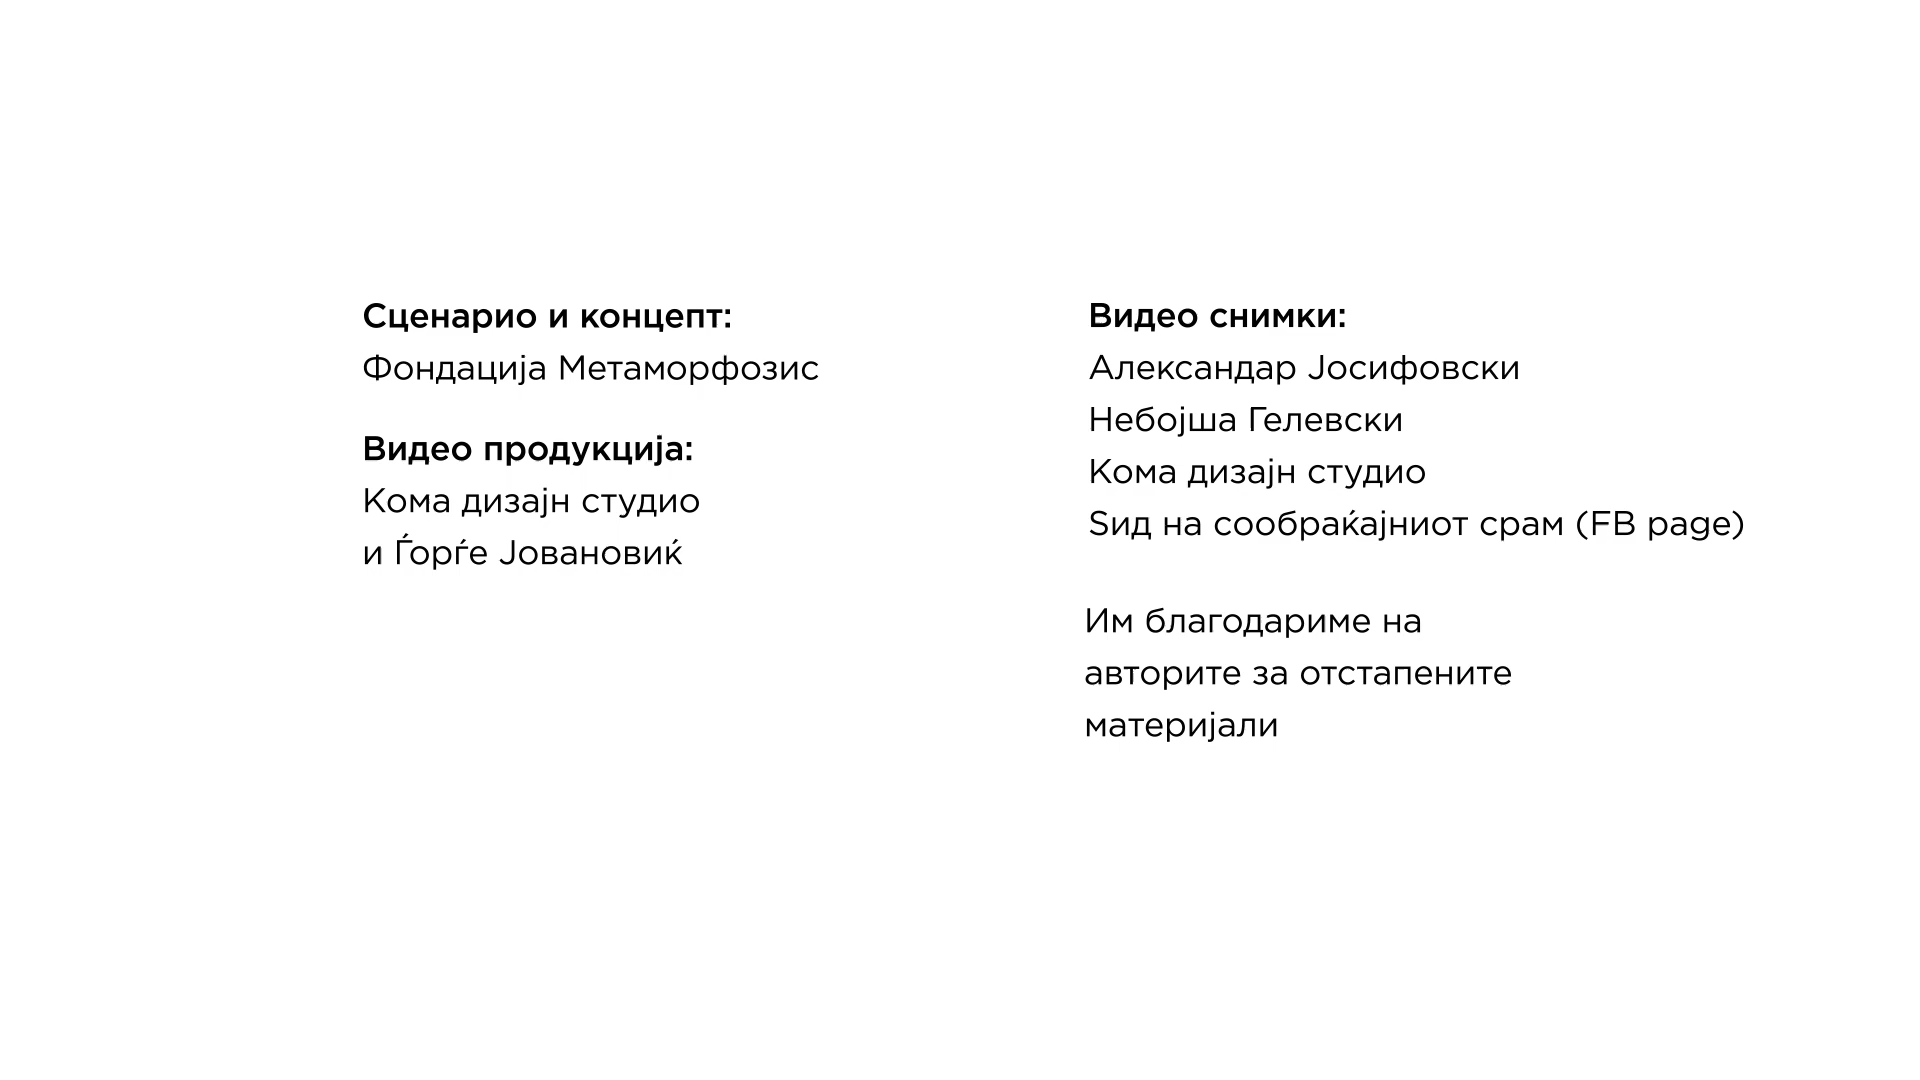 Сценарио и концепт:
Фондација Метаморфозис
Видео продукција:
Кома дизајн студио
и Ѓорѓе Јовановиќ
Видео снимки:
Александар Јосифовски
Небојша Гелевски
Кома дизајн студио
Ѕид на сообраќајниот срам (FB page)
Им благодариме на
авторите за отстапените
материјали